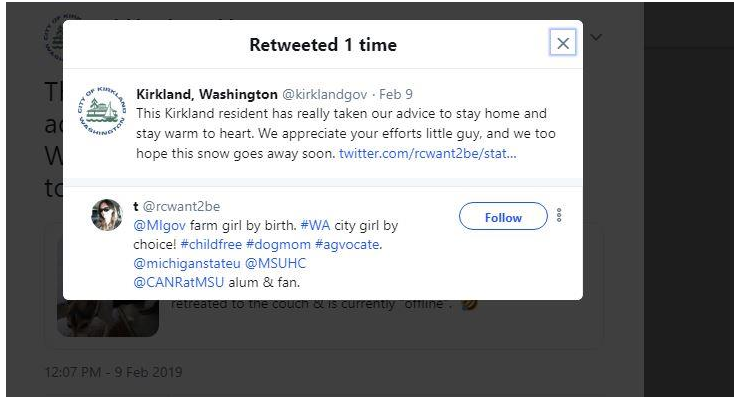 Retweeted 1 time
Kirkland, Washington @kirklandgov · Feb 9
This Kirkland resident has really taken our advice to stay home and
stay warm to heart. We appreciate your efforts little guy, and we too
hope this snow goes away soon. twitter.com/rcwant2be/stat...
CITY OF KIRKLAND
WASHINGTON
t @rcwant2be
@MIgov farm girl by birth. #WA city girl by
choice! #childfree #dogmom #agvocate.
@michiganstateu @MSUHC
@CANRatMSU alum & fan.
Follow
retreated to the couch & is currently "offline".
12:07 PM - 9 Feb 2019